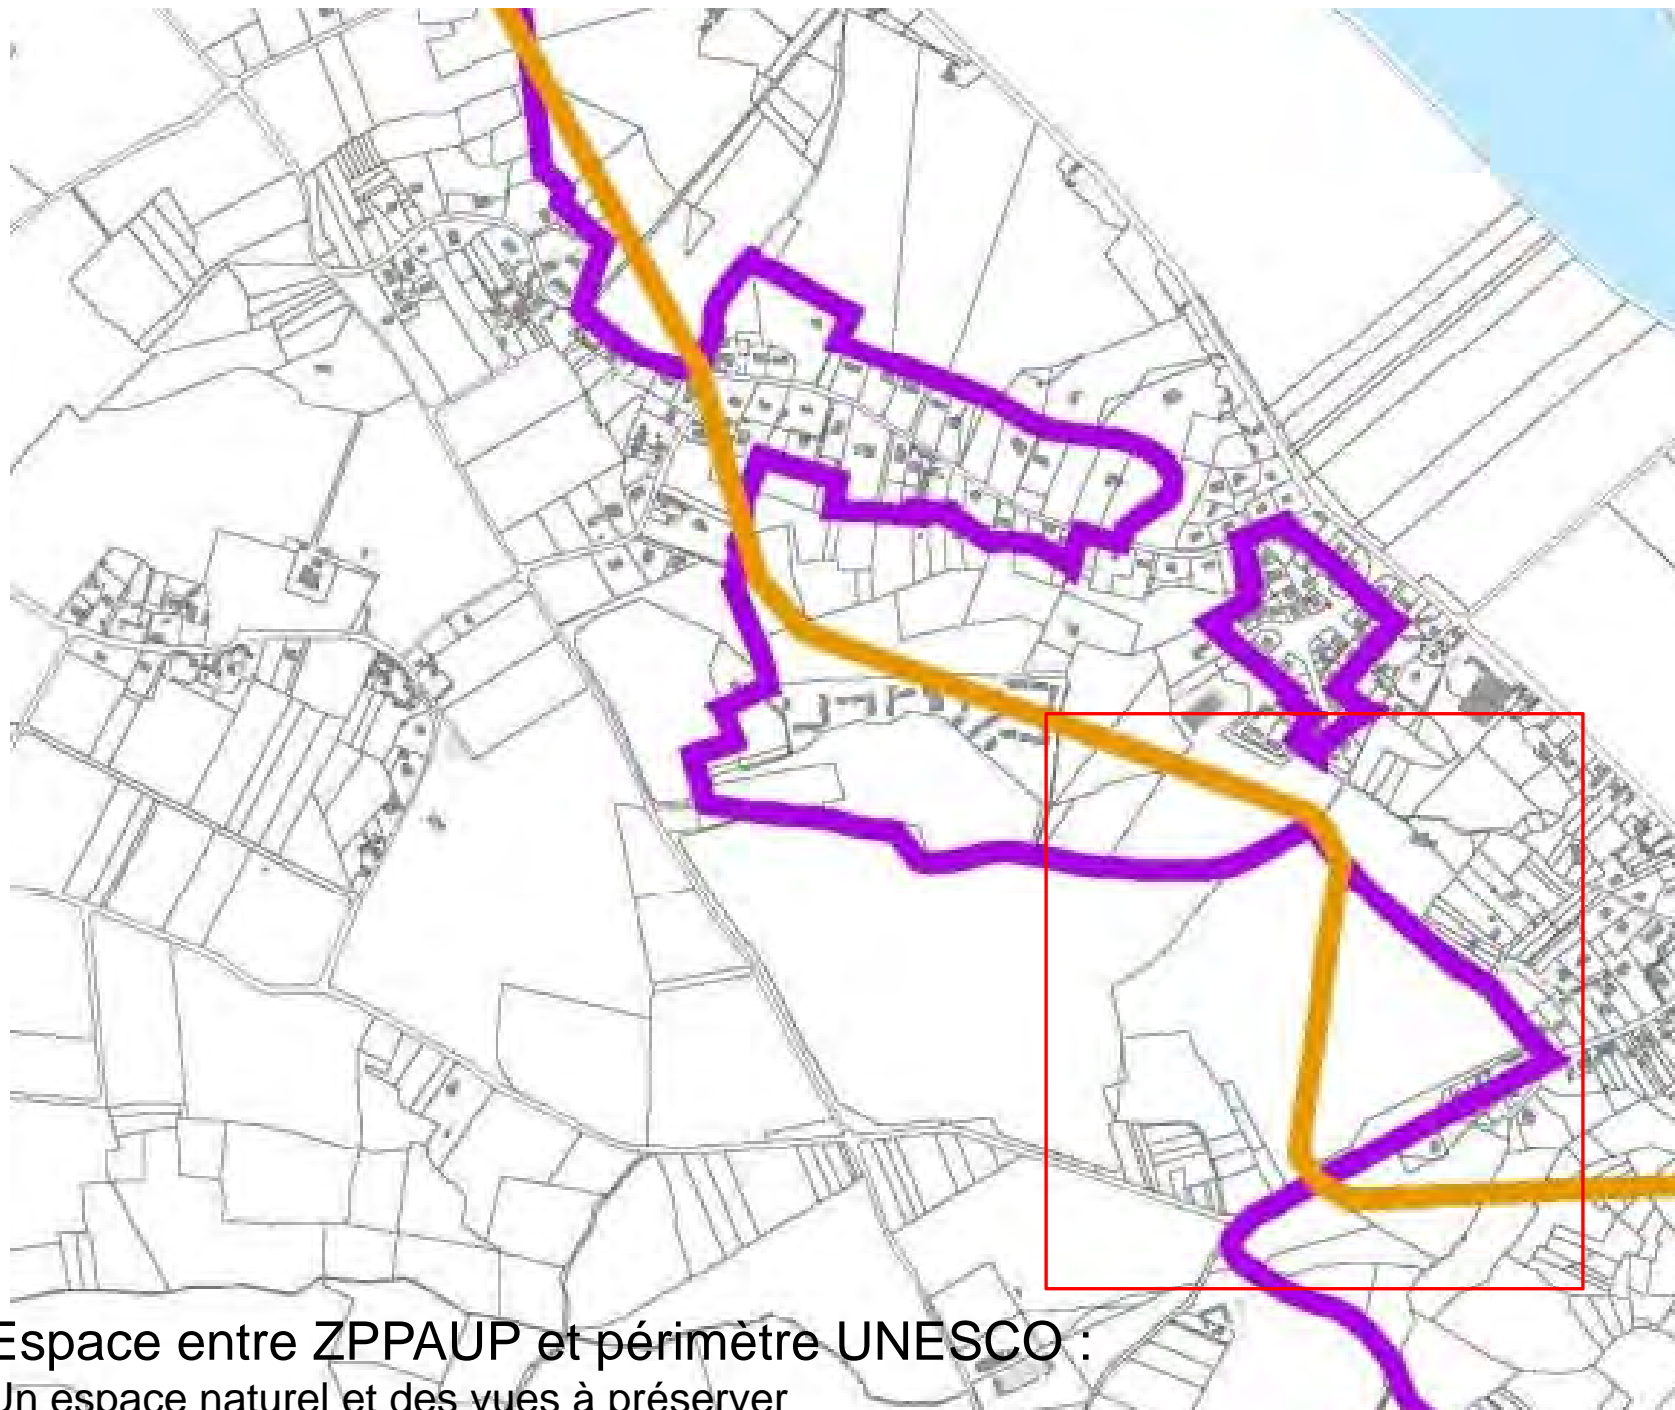 Espace entre ZPPAUP et périmètre UNESCO :
Un espace naturel et des vues à préserver